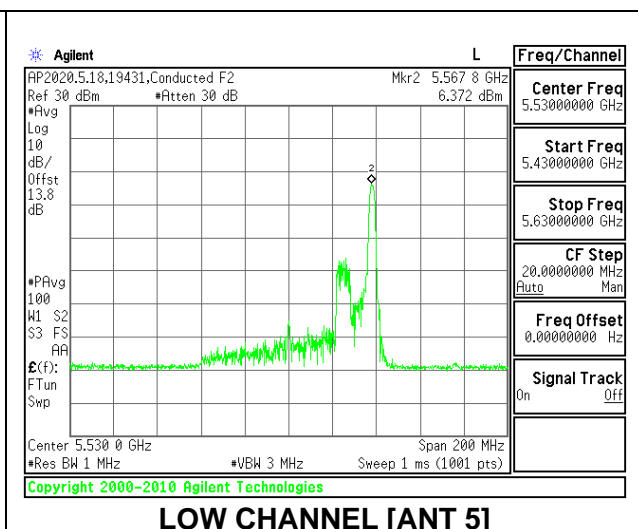 Agilent L
AP2020.5.18,19431,Conducted F2 Mkr2 5.567 8 GHz
Ref 30 dBm #Atten 30 dB 6.372 dBm
#Avg
Log
10
dB/
Offst
13.8
dB
2
#PAvg
100
W1 S2
S3 FS
AA
£(f):
FTun
Swp
Center 5.530 0 GHz Span 200 MHz
#Res BW 1 MHz #VBW 3 MHz Sweep 1 ms (1001 pts)
Copyright 2000-2010 Agilent Technologies
Freq/Channel
Center Freq
5.53000000 GHz
Start Freq
5.43000000 GHz
Stop Freq
5.63000000 GHz
CF Step
20.0000000 MHz
Auto Man
Freq Offset
0.00000000 Hz
Signal Track
On Off
LOW CHANNEL [ANT 5]